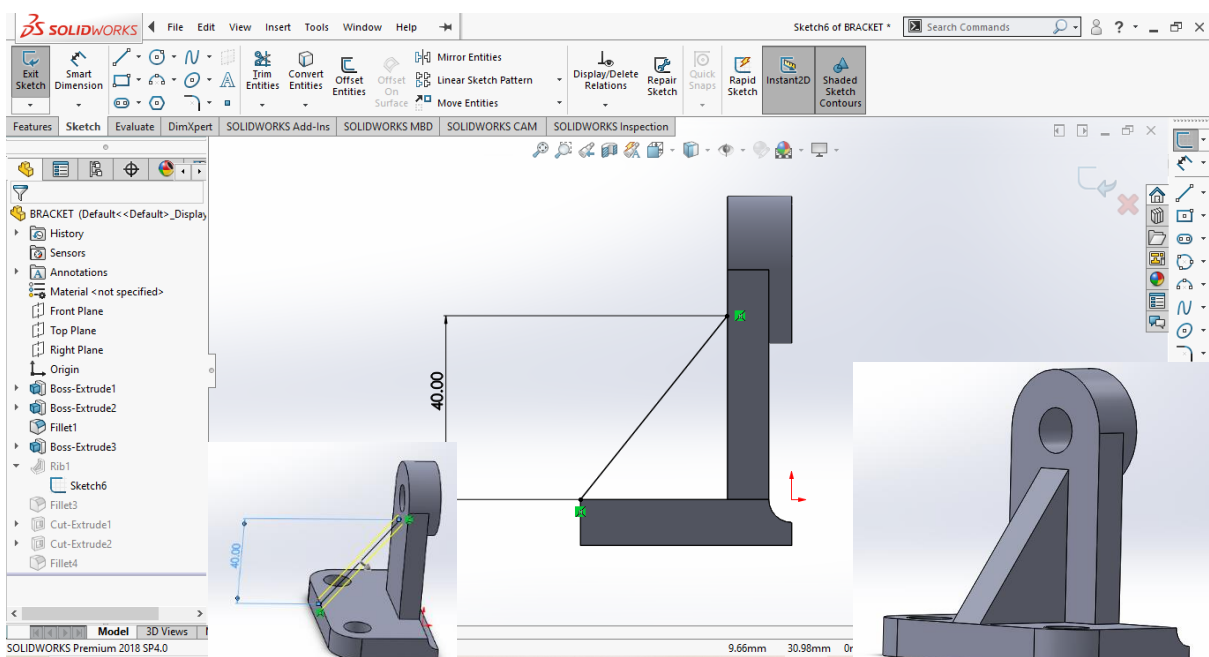 SOLIDWORKS File Edit View Insert Tools Window Help Sketch6 of BRACKET * Search Commands ?
Exit Sketch
Smart Dimension
Trim Entities
Convert Entities
Offset Entities
Offset On Surface
Mirror Entities
Linear Sketch Pattern
Move Entities
Display/Delete Relations
Repair Sketch
Quick Snaps
Rapid Sketch
Instant2D
Shaded Sketch Contours
Features Sketch Evaluate DimXpert SOLIDWORKS Add-Ins SOLIDWORKS MBD SOLIDWORKS CAM SOLIDWORKS Inspection
BRACKET (Default<<Default>_Display
History
Sensors
Annotations
Material <not specified>
Front Plane
Top Plane
Right Plane
Origin
Boss-Extrude1
Boss-Extrude2
Fillet1
Boss-Extrude3
Rib1
Sketch6
Fillet3
Cut-Extrude1
Cut-Extrude2
Fillet4
40.00
40.00
Model 3D Views
SOLIDWORKS Premium 2018 SP4.0 9.66mm 30.98mm